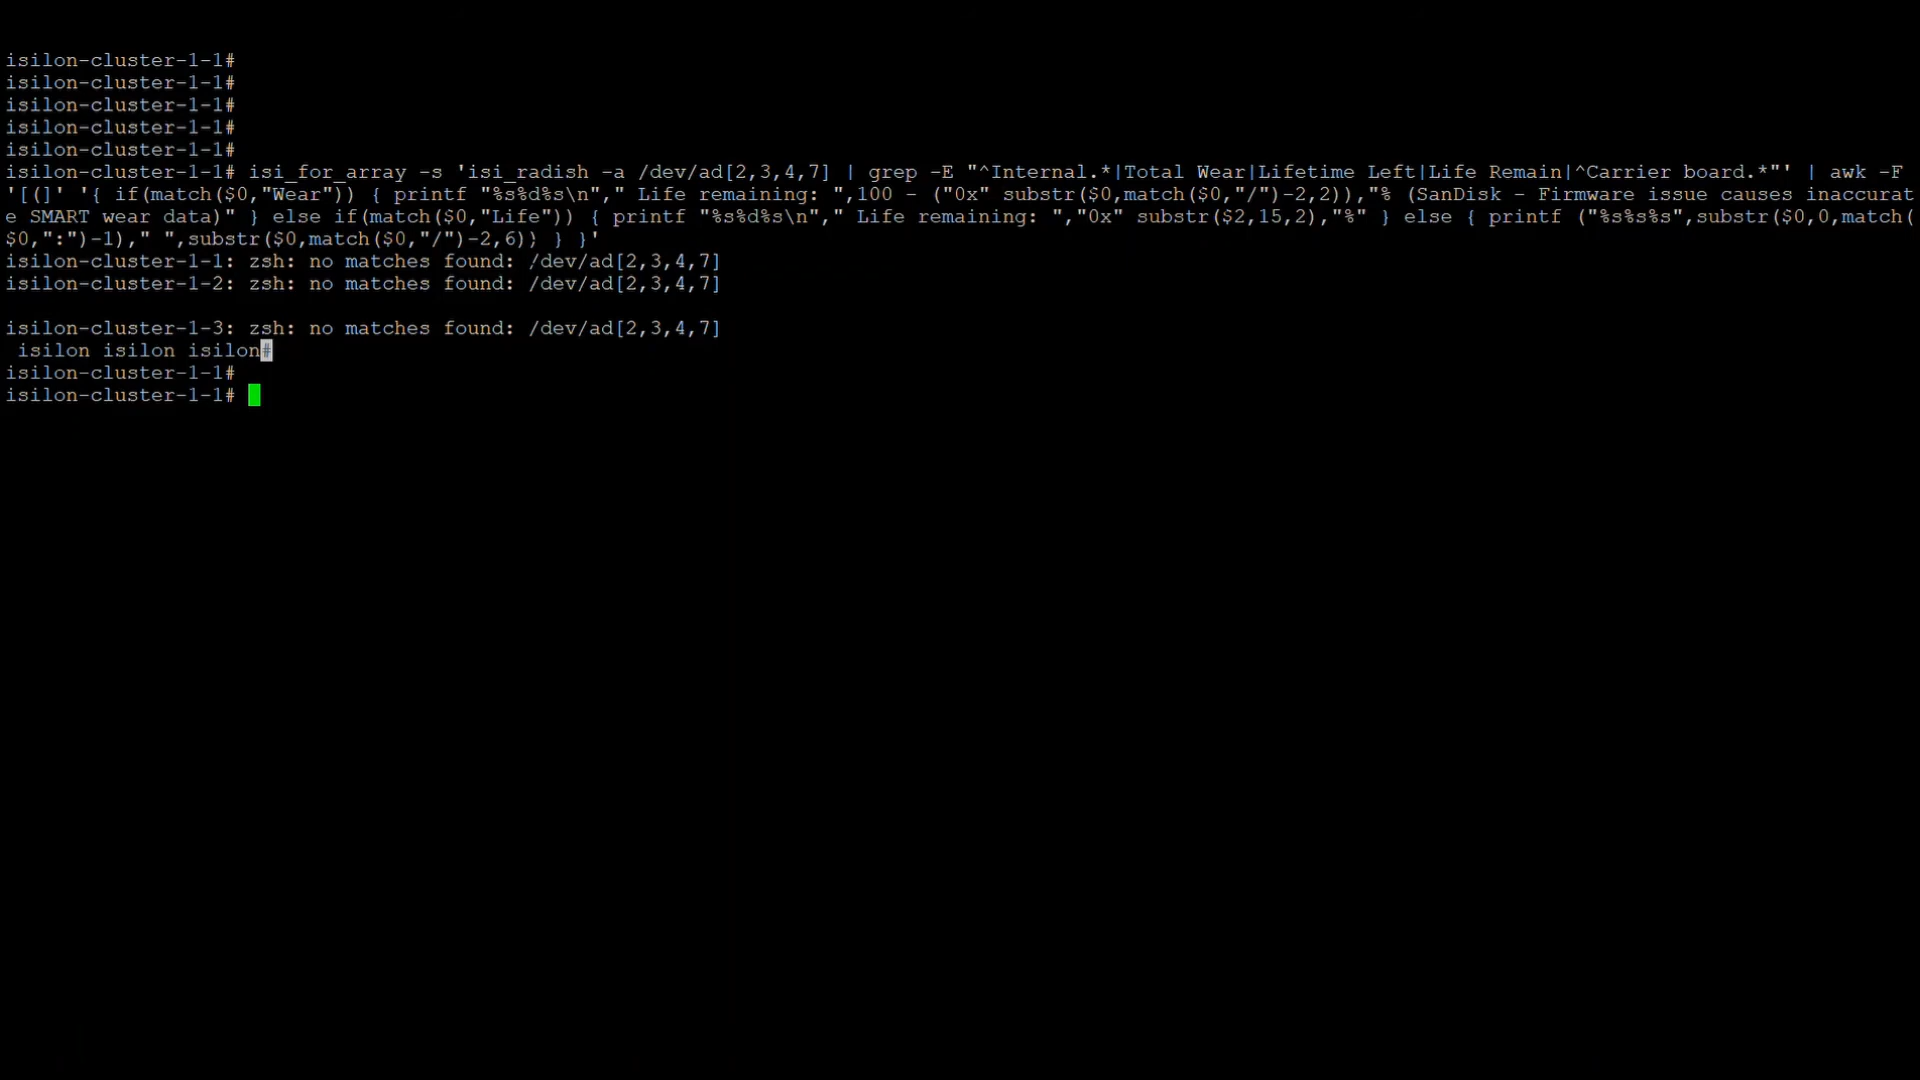 isilon-cluster-1-1#
isilon-cluster-1-1#
isilon-cluster-1-1#
isilon-cluster-1-1#
isilon-cluster-1-1#
isilon-cluster-1-1# isi_for_array -s 'isi_radish -a /dev/ad[2,3,4,7] | grep -E "^Internal.*|Total Wear|Lifetime Left|Life Remain|^Carrier board.*"' | awk -F
'[(]' '{ if(match($0,"Wear")) { printf "%s%d%s\n"," Life remaining: ",100 - ("0x" substr($0,match($0,"/")-2,2)),"% (SanDisk - Firmware issue causes inaccurat
e SMART wear data)" } else if(match($0,"Life")) { printf "%s%d%s\n"," Life remaining: ","0x" substr($2,15,2),"%" } else { printf ("%s%s%s",substr($0,0,match(
$0,":")-1)," ",substr($0,match($0,"/")-2,6)) } }'
isilon-cluster-1-1: zsh: no matches found: /dev/ad[2,3,4,7]
isilon-cluster-1-2: zsh: no matches found: /dev/ad[2,3,4,7]
isilon-cluster-1-3: zsh: no matches found: /dev/ad[2,3,4,7]
isilon isilon isilon#
isilon-cluster-1-1#
isilon-cluster-1-1#